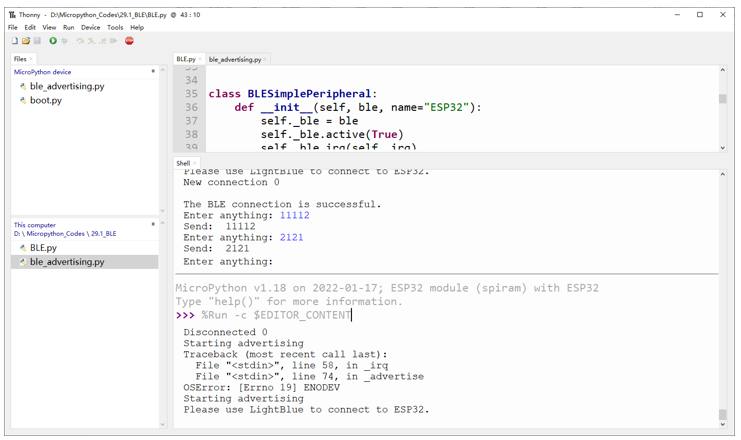 Thonny - D:\Micropython_Codes\29.1_BLE\BLE.py @ 43 : 10
File Edit View Run Device Tools Help
STOP
Files ×
MicroPython device
ble_advertising.py
boot.py
This computer
D: \ Micropython_Codes \ 29.1_BLE
BLE.py
ble_advertising.py
BLE.py × ble_advertising.py ×
33
34
35 class BLESimplePeripheral:
36 def __init__(self, ble, name="ESP32"):
37 self._ble = ble
38 self._ble.active(True)
39 self._ble.irq(self._irq)
Shell ×
Please use LightBlue to connect to ESP32.
New connection 0
The BLE connection is successful.
Enter anything: 11112
Send: 11112
Enter anything: 2121
Send: 2121
Enter anything:
MicroPython v1.18 on 2022-01-17; ESP32 module (spiram) with ESP32
Type "help()" for more information.
>>> %Run -c $EDITOR_CONTENT
Disconnected 0
Starting advertising
Traceback (most recent call last):
File "<stdin>", line 58, in _irq
File "<stdin>", line 74, in _advertise
OSError: [Errno 19] ENODEV
Starting advertising
Please use LightBlue to connect to ESP32.